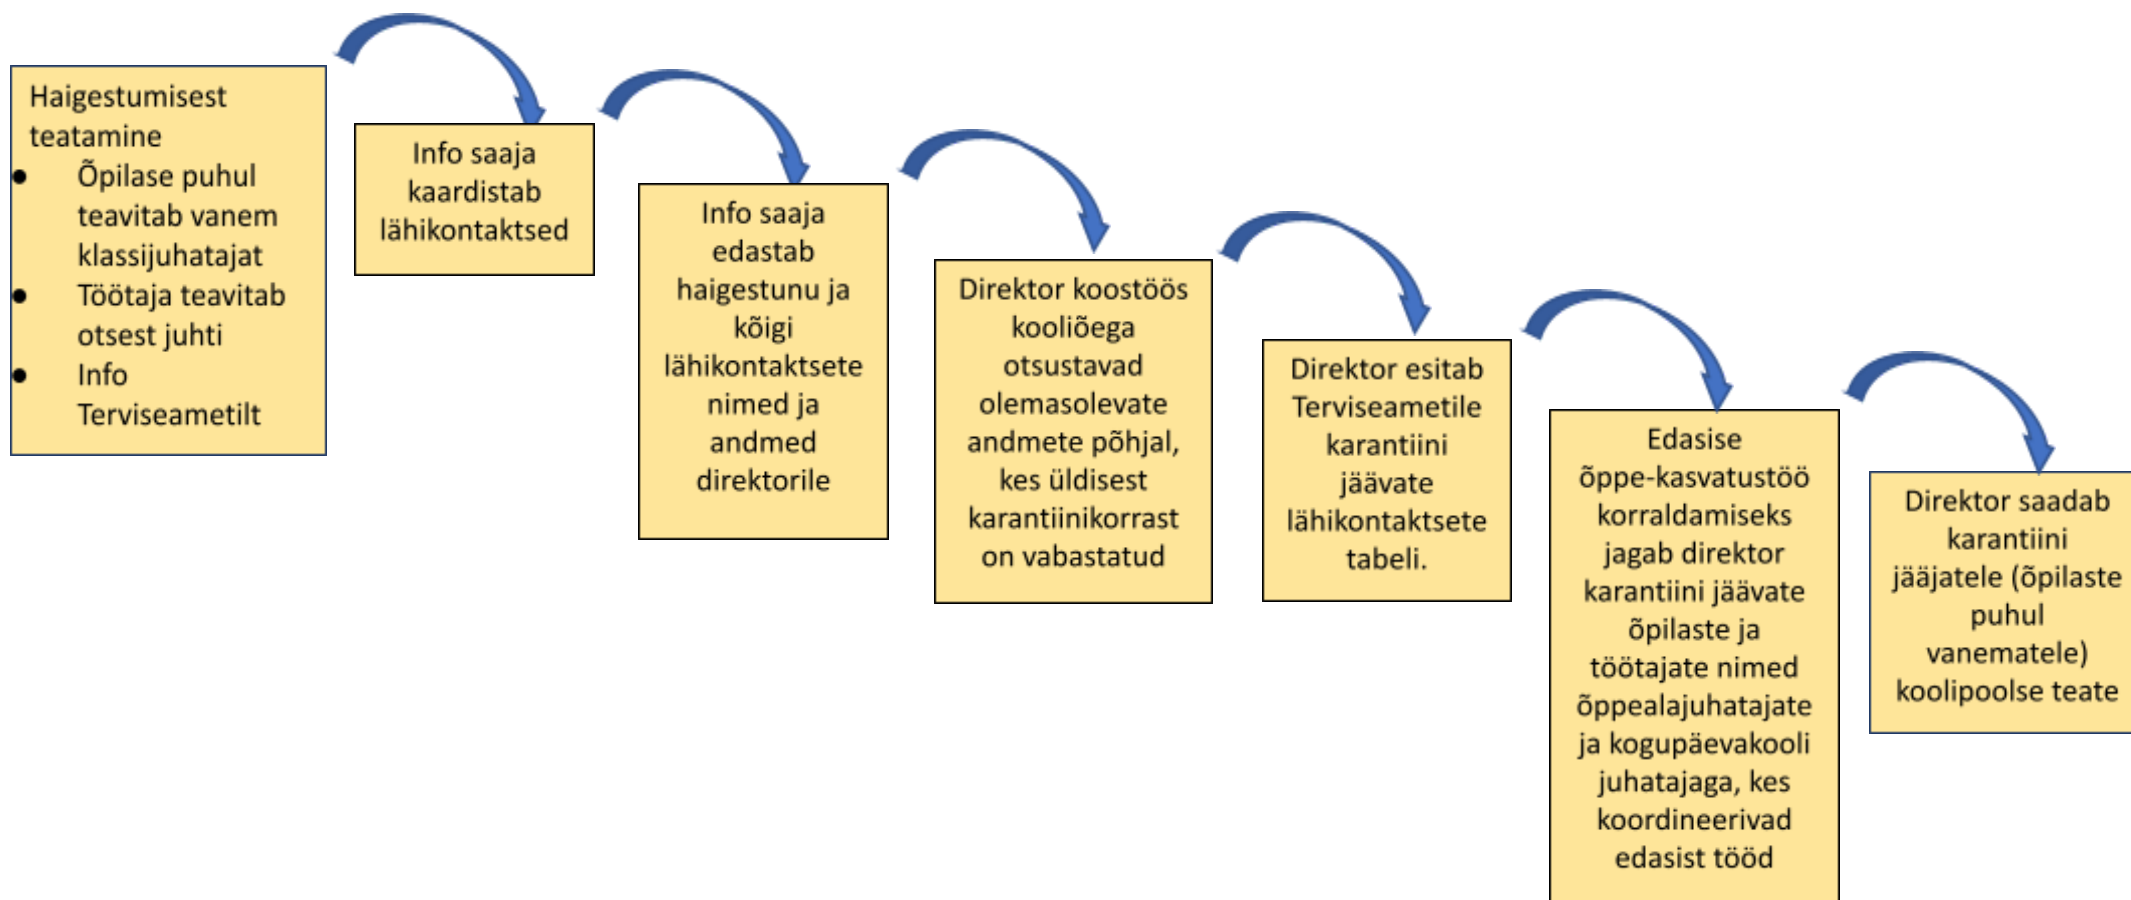 Haigestumisest
teatamine
● Õpilase puhul
teavitab vanem
klassijuhatajat
● Töötaja teavitab
otsest juhti
● Info
Terviseametilt
Info saaja
kaardistab
lähikontaktsed
Info saaja
edastab
haigestunu ja
kõigi
lähikontaktsete
nimed ja
andmed
direktorile
Direktor koostöös
kooliõega
otsustavad
olemasolevate
andmete põhjal,
kes üldisest
karantiinikorrast
on vabastatud
Direktor esitab
Terviseametile
karantiini
jäävate
lähikontaktsete
tabeli.
Edasise
õppe-kasvatustöö
korraldamiseks
jagab direktor
karantiini jäävate
õpilaste ja
töötajate nimed
õppealajuhatajate
ja kogupäevakooli
juhatajaga, kes
koordineerivad
edasist tööd
Direktor saadab
karantiini
jääjatele (õpilaste
puhul
vanematele)
koolipoolse teate